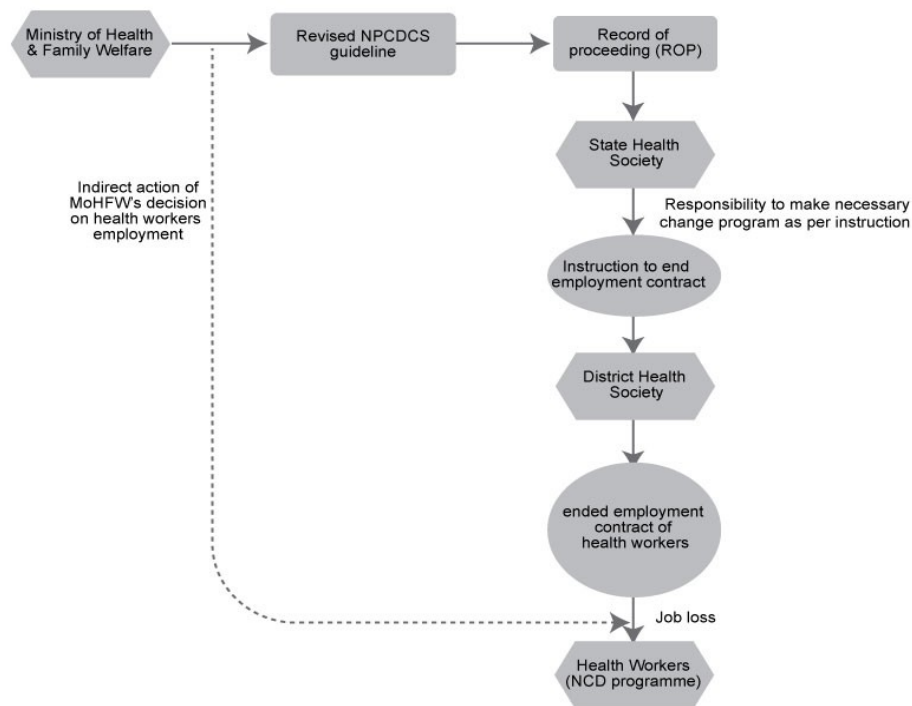 Ministry of Health
& Family Welfare
Revised NPCDCS
guideline
Record of
proceeding (ROP)
State Health
Society
Indirect action of
MoHFW's decision
on health workers
employment
Responsibility to make necessary
change program as per instruction
Instruction to end
employment contract
District Health
Society
ended employment
contract of
health workers
Job loss
Health Workers
(NCD programme)